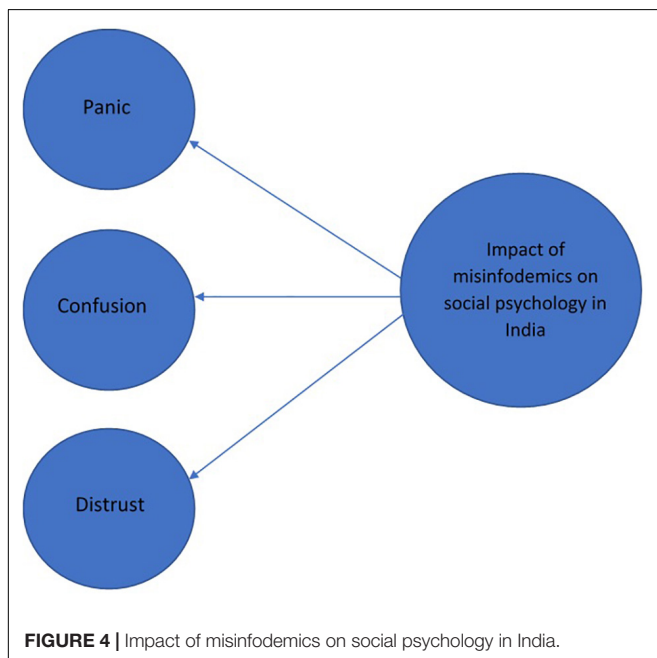 Panic
Confusion
Distrust
Impact of
misinfodemics on
social psychology in
India
FIGURE 4 | Impact of misinfodemics on social psychology in India.